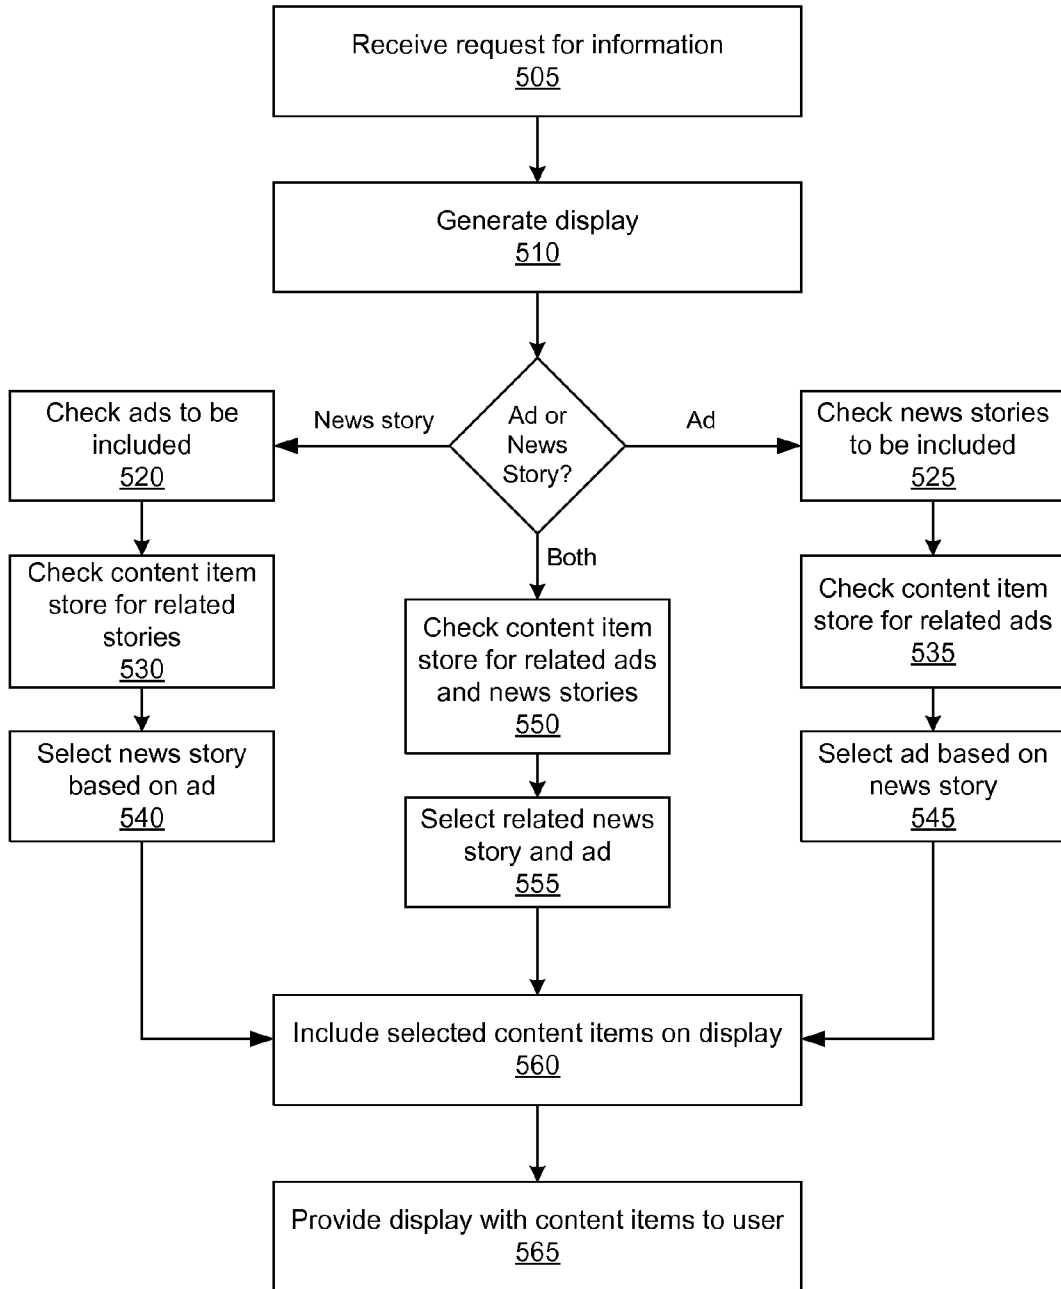 Receive request for information
505
Generate display
510
Ad or
News
Story?
News story
Ad
Both
Check ads to be
included
520
Check content item
store for related
stories
530
Select news story
based on ad
540
Check content item
store for related ads
and news stories
550
Select related news
story and ad
555
Check news stories
to be included
525
Check content item
store for related ads
535
Select ad based on
news story
545
Include selected content items on display
560
Provide display with content items to user
565